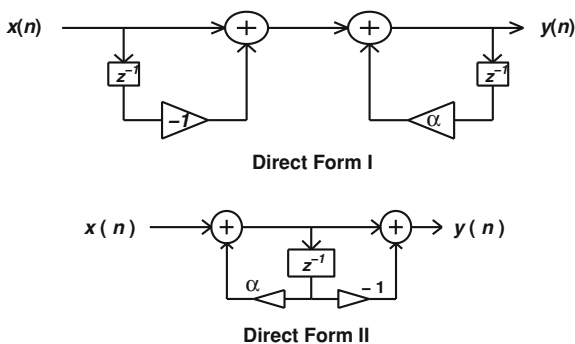 x(n) + + y(n)
z⁻¹ z⁻¹
−1 α
Direct Form I
x ( n ) + + y ( n )
z⁻¹
α − 1
Direct Form II